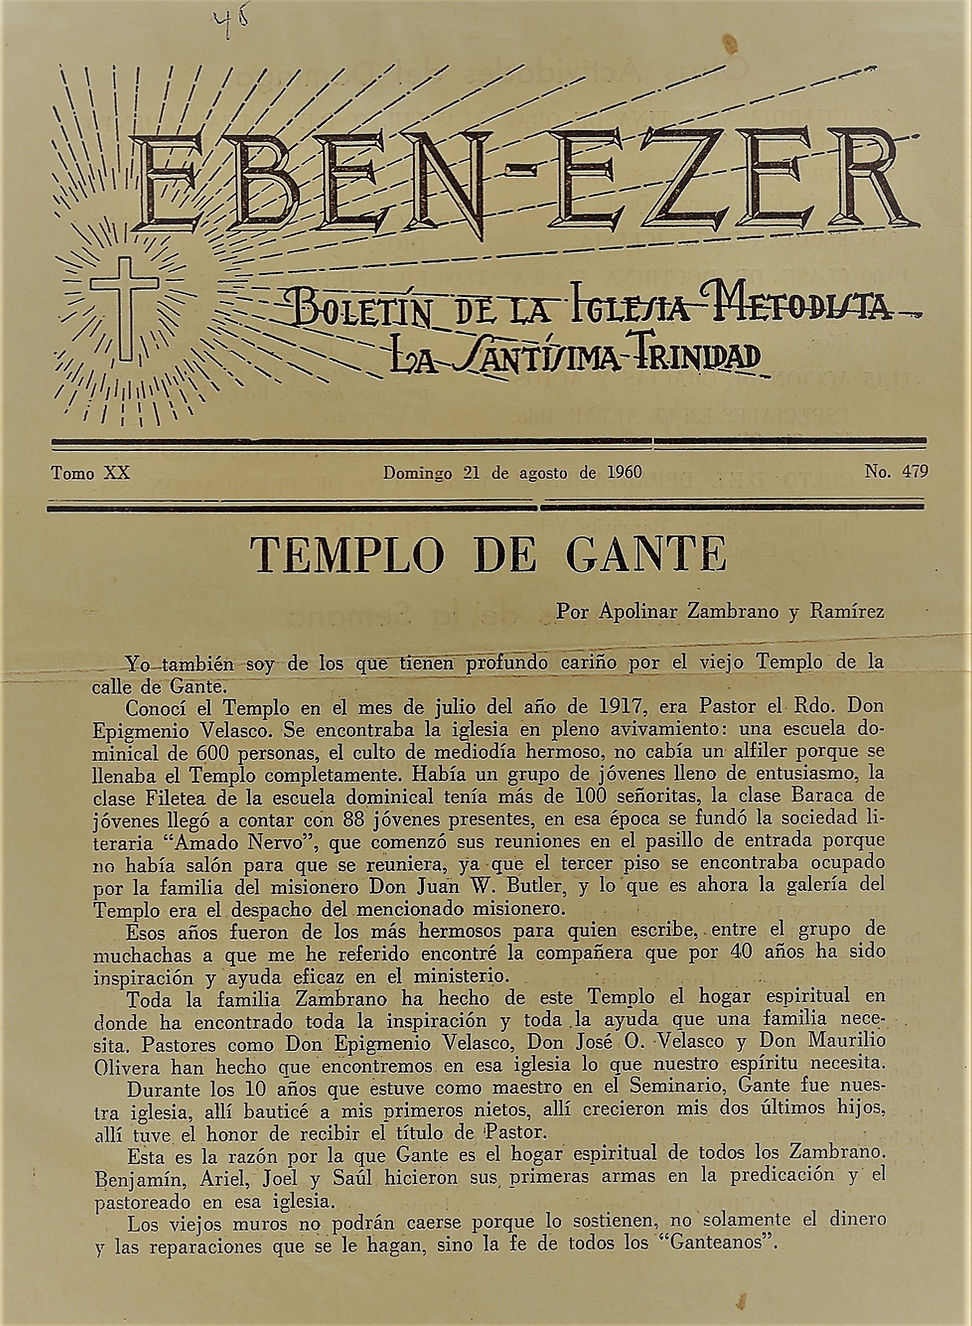 45
EBEN-EZER
BOLETÍN DE LA IGLESIA METODISTA
LA SANTÍSIMA TRINIDAD
Tomo XX Domingo 21 de agosto de 1960 No. 479
TEMPLO DE GANTE
Por Apolinar Zambrano y Ramírez
Yo también soy de los que tienen profundo cariño por el viejo Templo de la
calle de Gante.
Conocí el Templo en el mes de julio del año de 1917, era Pastor el Rdo. Don
Epigmenio Velasco. Se encontraba la iglesia en pleno avivamiento: una escuela do-
minical de 600 personas, el culto de mediodía hermoso, no cabía un alfiler porque se
llenaba el Templo completamente. Había un grupo de jóvenes lleno de entusiasmo, la
clase Filetea de la escuela dominical tenía más de 100 señoritas, la clase Baraca de
jóvenes llegó a contar con 88 jóvenes presentes, en esa época se fundó la sociedad li-
teraria “Amado Nervo”, que comenzó sus reuniones en el pasillo de entrada porque
no había salón para que se reuniera, ya que el tercer piso se encontraba ocupado
por la familia del misionero Don Juan W. Butler, y lo que es ahora la galería del
Templo era el despacho del mencionado misionero.
Esos años fueron de los más hermosos para quien escribe, entre el grupo de
muchachas a que me he referido encontré la compañera que por 40 años ha sido
inspiración y ayuda eficaz en el ministerio.
Toda la familia Zambrano ha hecho de este Templo el hogar espiritual en
donde ha encontrado toda la inspiración y toda la ayuda que una familia nece-
sita. Pastores como Don Epigmenio Velasco, Don José O. Velasco y Don Maurilio
Olivera han hecho que encontremos en esa iglesia lo que nuestro espíritu necesita.
Durante los 10 años que estuve como maestro en el Seminario, Gante fue nues-
tra iglesia, allí bauticé a mis primeros nietos, allí crecieron mis dos últimos hijos,
allí tuve el honor de recibir el título de Pastor.
Esta es la razón por la que Gante es el hogar espiritual de todos los Zambrano.
Benjamín, Ariel, Joel y Saúl hicieron sus primeras armas en la predicación y el
pastoreado en esa iglesia.
Los viejos muros no podrán caerse porque lo sostienen, no solamente el dinero
y las reparaciones que se le hagan, sino la fe de todos los “Ganteanos”.